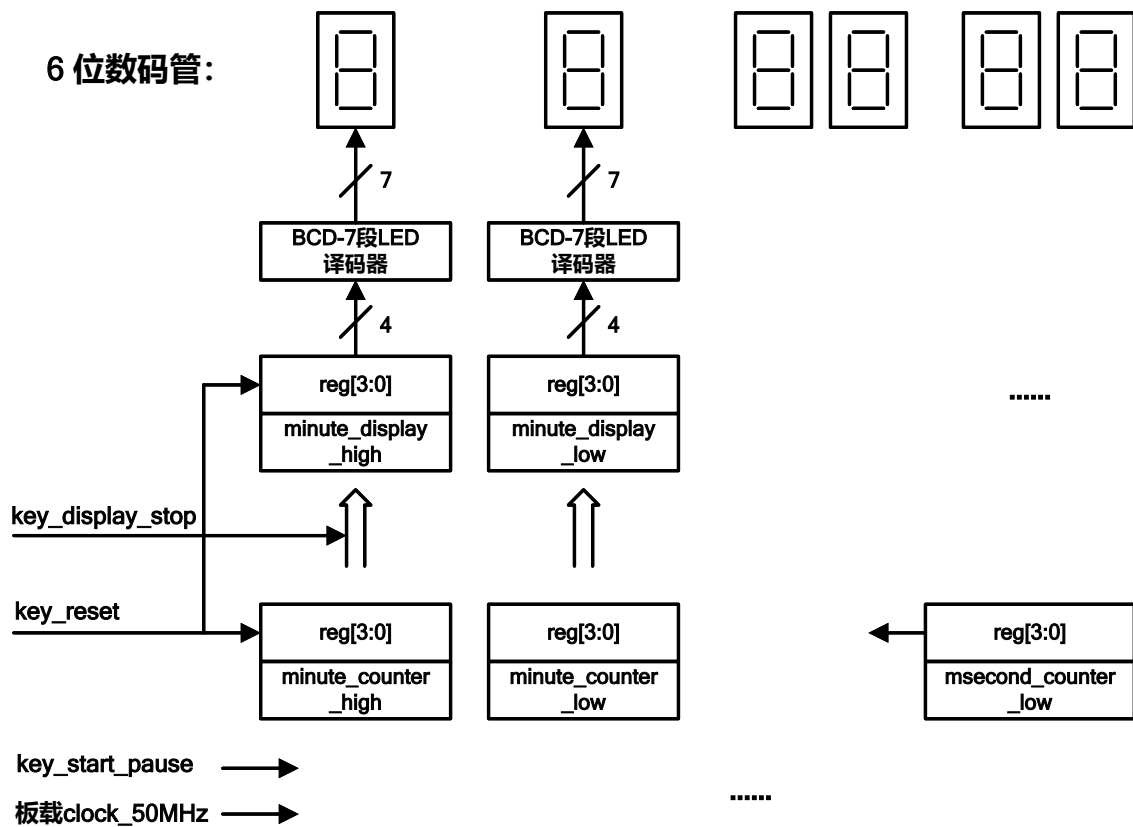 6 位数码管：
7
7
BCD-7段LED
译码器
BCD-7段LED
译码器
4
4
reg[3:0]
minute_display
_high
reg[3:0]
minute_display
_low
......
key_display_stop
key_reset
reg[3:0]
minute_counter
_high
reg[3:0]
minute_counter
_low
reg[3:0]
msecond_counter
_low
key_start_pause
板载clock_50MHz
......